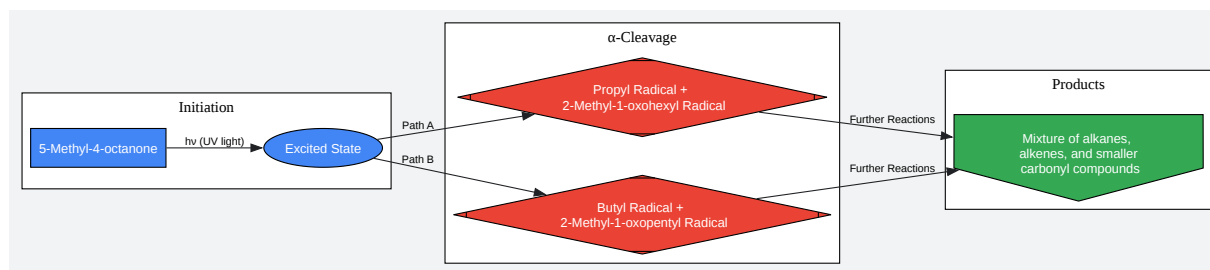 Initiation
5-Methyl-4-octanone
hν (UV light)
Excited State
Path A
Path B
α-Cleavage
Propyl Radical +
2-Methyl-1-oxohexyl Radical
Butyl Radical +
2-Methyl-1-oxopentyl Radical
Further Reactions
Further Reactions
Products
Mixture of alkanes,
alkenes, and smaller
carbonyl compounds